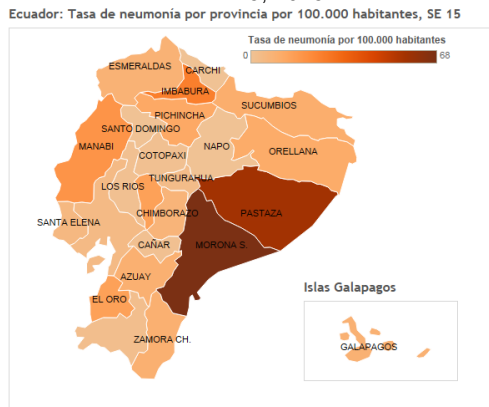 Ecuador: Tasa de neumonía por provincia por 100.000 habitantes, SE 15
Tasa de neumonía por 100.000 habitantes
0 68
ESMERALDAS
CARCHI
IMBABURA
SUCUMBIOS
PICHINCHA
SANTO DOMINGO
MANABI
NAPO
ORELLANA
COTOPAXI
TUNGURAHUA
LOS RIOS
CHIMBORAZO
PASTAZA
SANTA ELENA
CAÑAR
MORONA S.
AZUAY
EL ORO
ZAMORA CH.
Islas Galapagos
GALAPAGOS